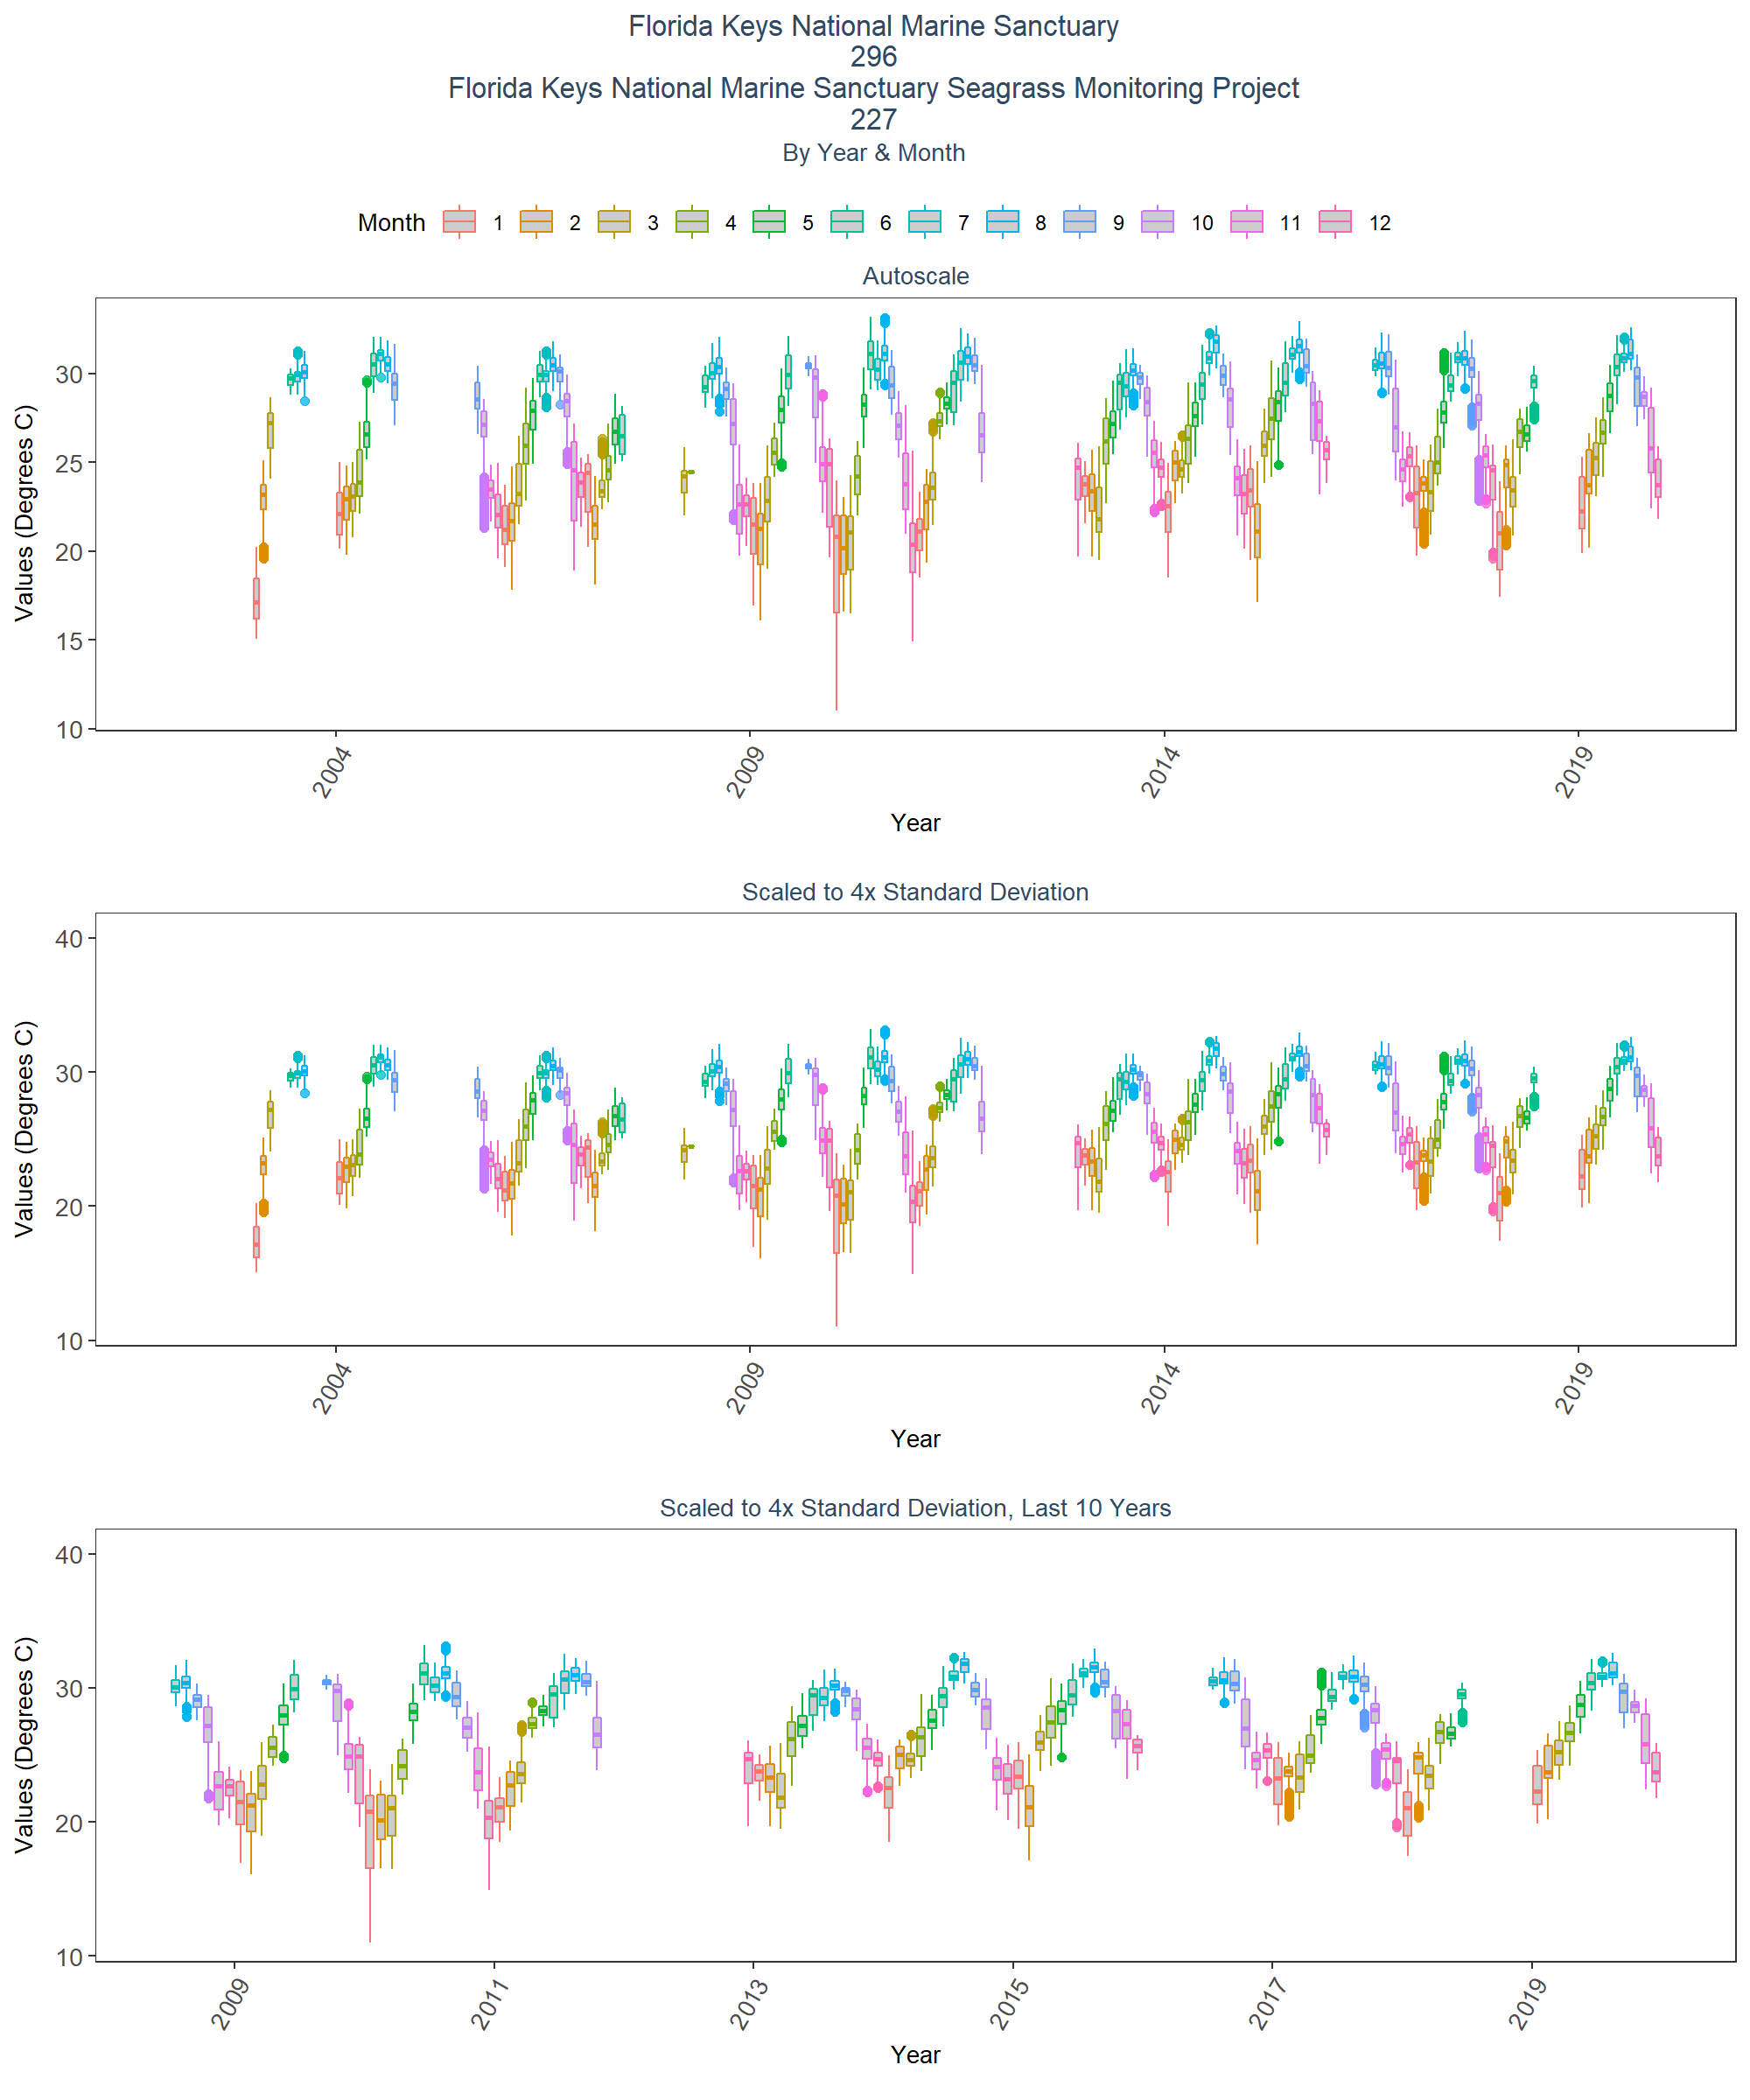 Florida Keys National Marine Sanctuary
296
Florida Keys National Marine Sanctuary Seagrass Monitoring Project
227
By Year & Month
Month 1 2 3 4 5 6 7 8 9 10 11 12
Autoscale
Values (Degrees C)
30
25
20
15
10
2004 2009 2014 2019
Year
Scaled to 4x Standard Deviation
Values (Degrees C)
40
30
20
10
2004 2009 2014 2019
Year
Scaled to 4x Standard Deviation, Last 10 Years
Values (Degrees C)
40
30
20
10
2009 2011 2013 2015 2017 2019
Year